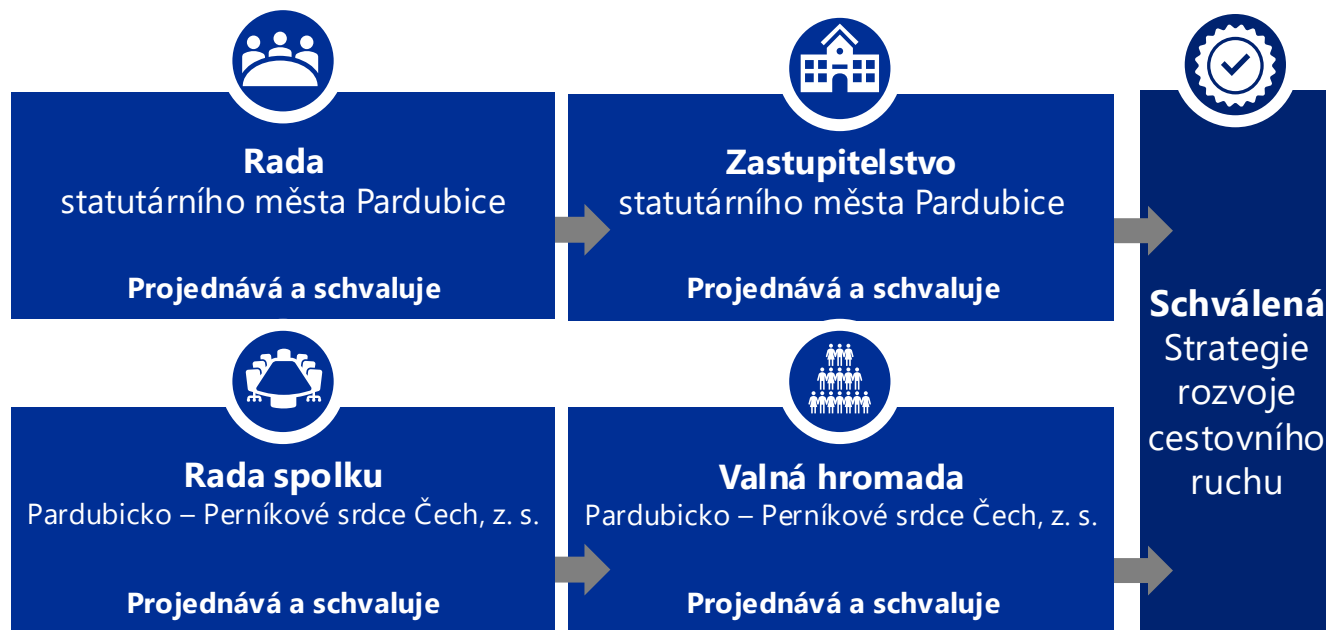 Rada
statutárního města Pardubice
Projednává a schvaluje
Zastupitelstvo
statutárního města Pardubice
Projednává a schvaluje
Rada spolku
Pardubicko – Perníkové srdce Čech, z. s.
Projednává a schvaluje
Valná hromada
Pardubicko – Perníkové srdce Čech, z. s.
Projednává a schvaluje
Schválená
Strategie
rozvoje
cestovního
ruchu